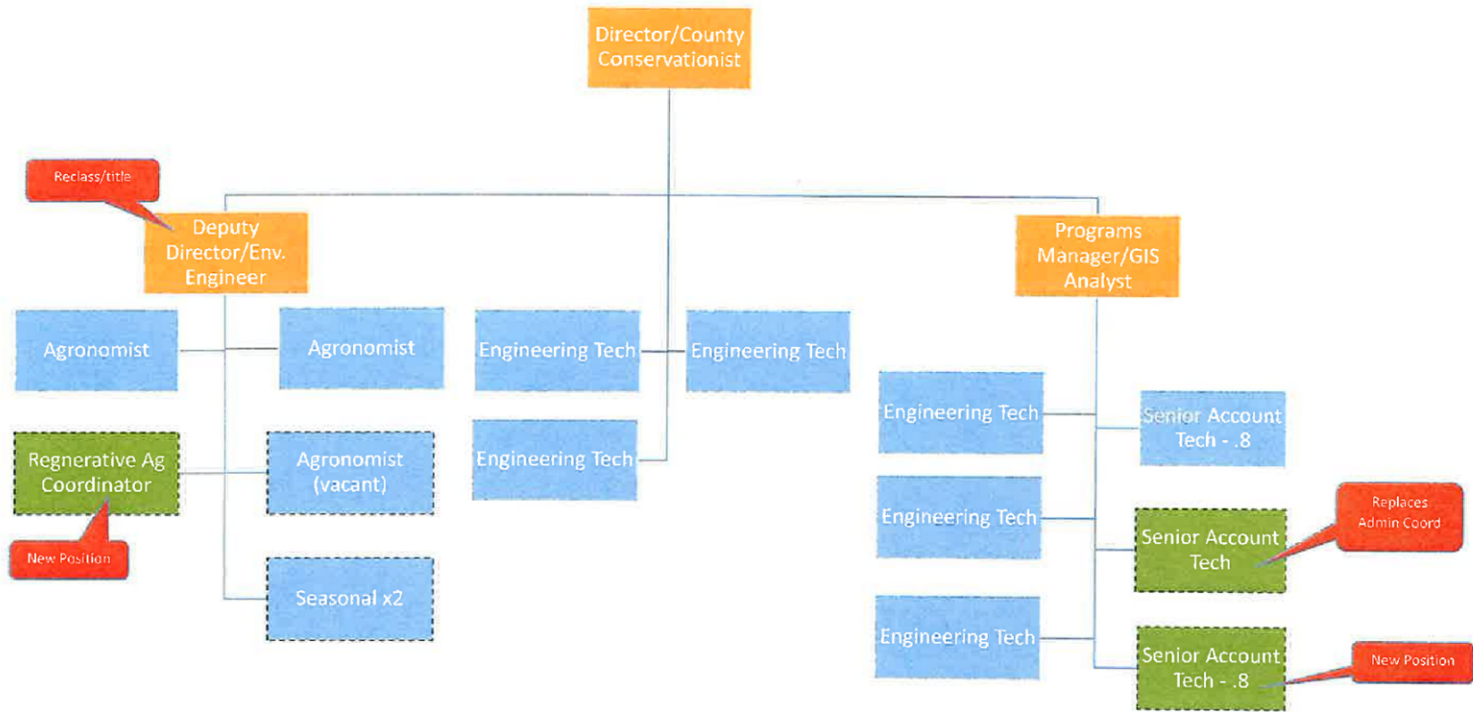 Director/County
Conservationist
Reclass/title
Deputy
Director/Env.
Engineer
Programs
Manager/GIS
Analyst
Agronomist
Agronomist
Engineering Tech
Engineering Tech
Engineering Tech
Senior Account
Tech - .8
Regnerative Ag
Coordinator
Agronomist
(vacant)
Engineering Tech
New Position
Engineering Tech
Senior Account
Tech
Replaces
Admin Coord
Seasonal x2
Engineering Tech
Senior Account
Tech - .8
New Position